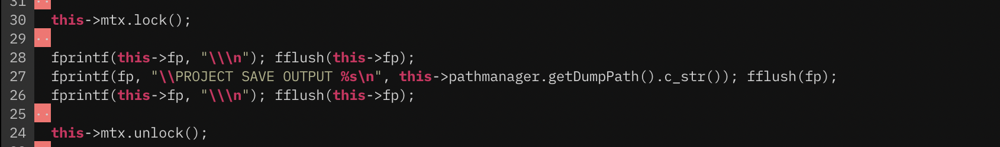 31
30 this->mtx.lock();
29
28 fprintf(this->fp, "\\\n"); fflush(this->fp);
27 fprintf(fp, "\\PROJECT SAVE OUTPUT %s\n", this->pathmanager.getDumpPath().c_str()); fflush(fp);
26 fprintf(this->fp, "\\\n"); fflush(this->fp);
25
24 this->mtx.unlock();